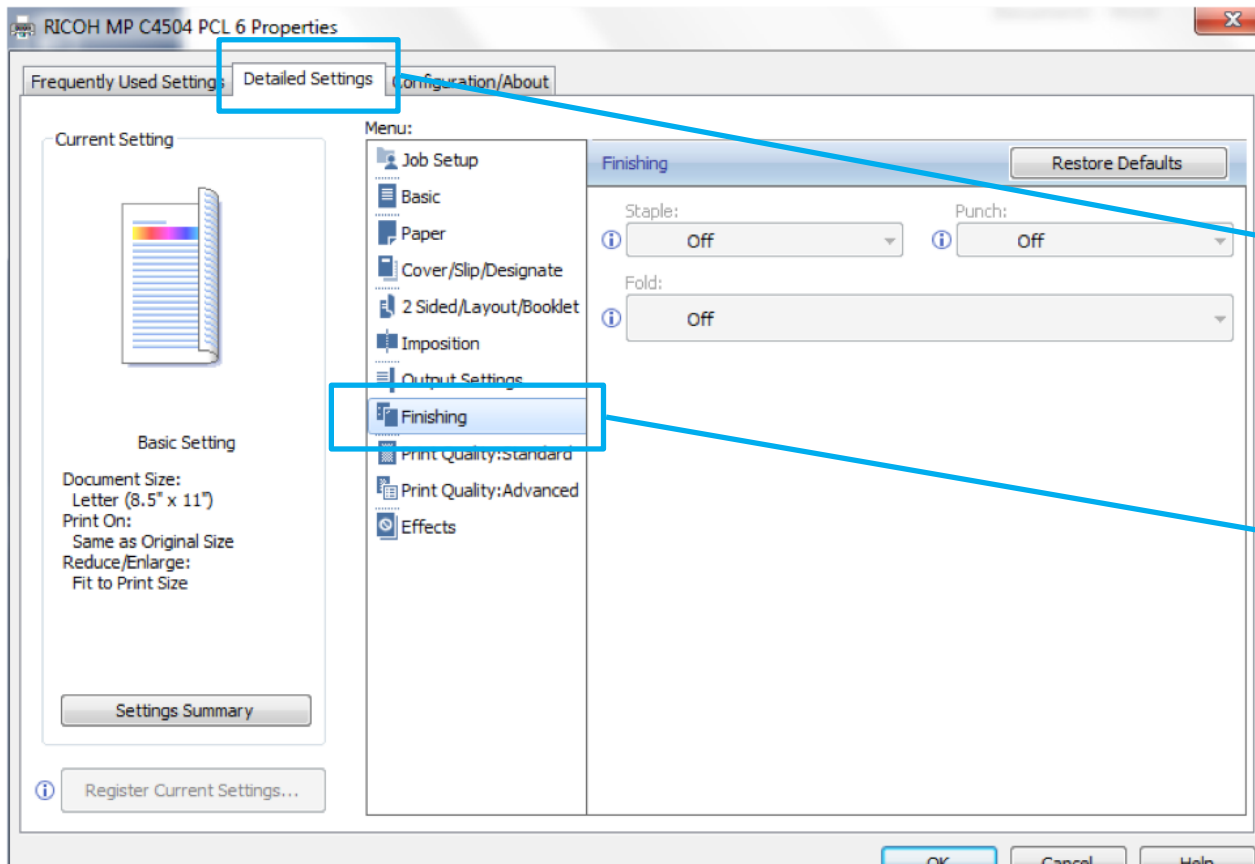 RICOH MP C4504 PCL 6 Properties
Frequently Used Settings
Detailed Settings
Configuration/About
Current Setting
Basic Setting
Document Size:
Letter (8.5" x 11")
Print On:
Same as Original Size
Reduce/Enlarge:
Fit to Print Size
Settings Summary
Register Current Settings...
Menu:
Job Setup
Basic
Paper
Cover/Slip/Designate
2 Sided/Layout/Booklet
Imposition
Output Settings
Finishing
Print Quality:Standard
Print Quality:Advanced
Effects
Finishing
Restore Defaults
Staple:
Off
Punch:
Off
Fold:
Off
OK
Cancel
Help